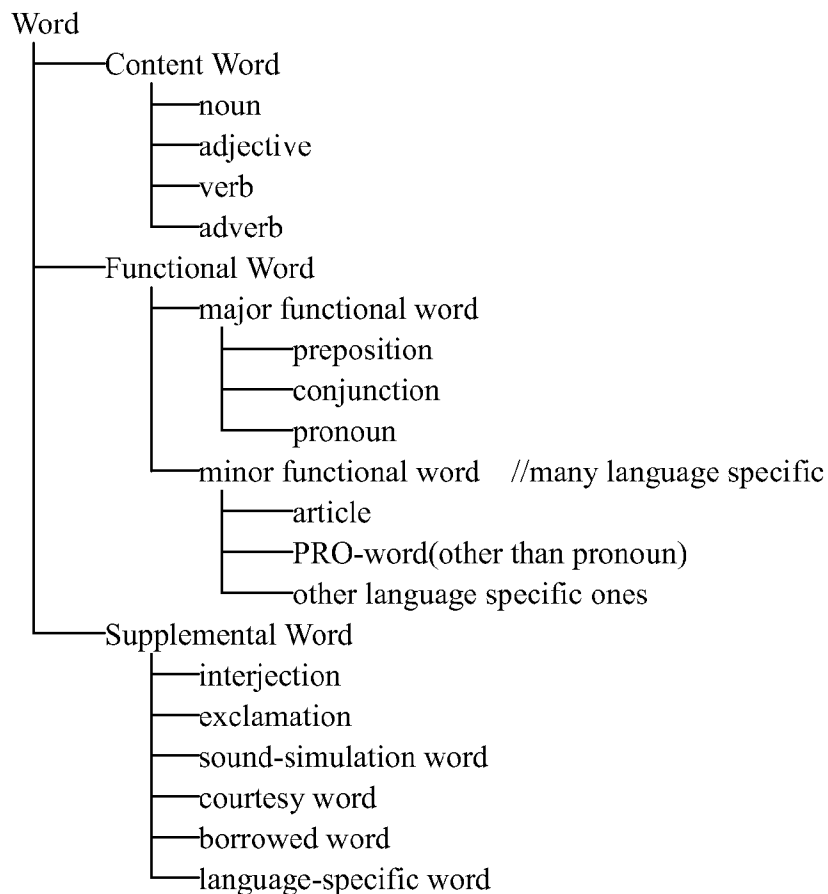 Word
Content Word
noun
adjective
verb
adverb
Functional Word
major functional word
preposition
conjunction
pronoun
minor functional word //many language specific
article
PRO-word(other than pronoun)
other language specific ones
Supplemental Word
interjection
exclamation
sound-simulation word
courtesy word
borrowed word
language-specific word